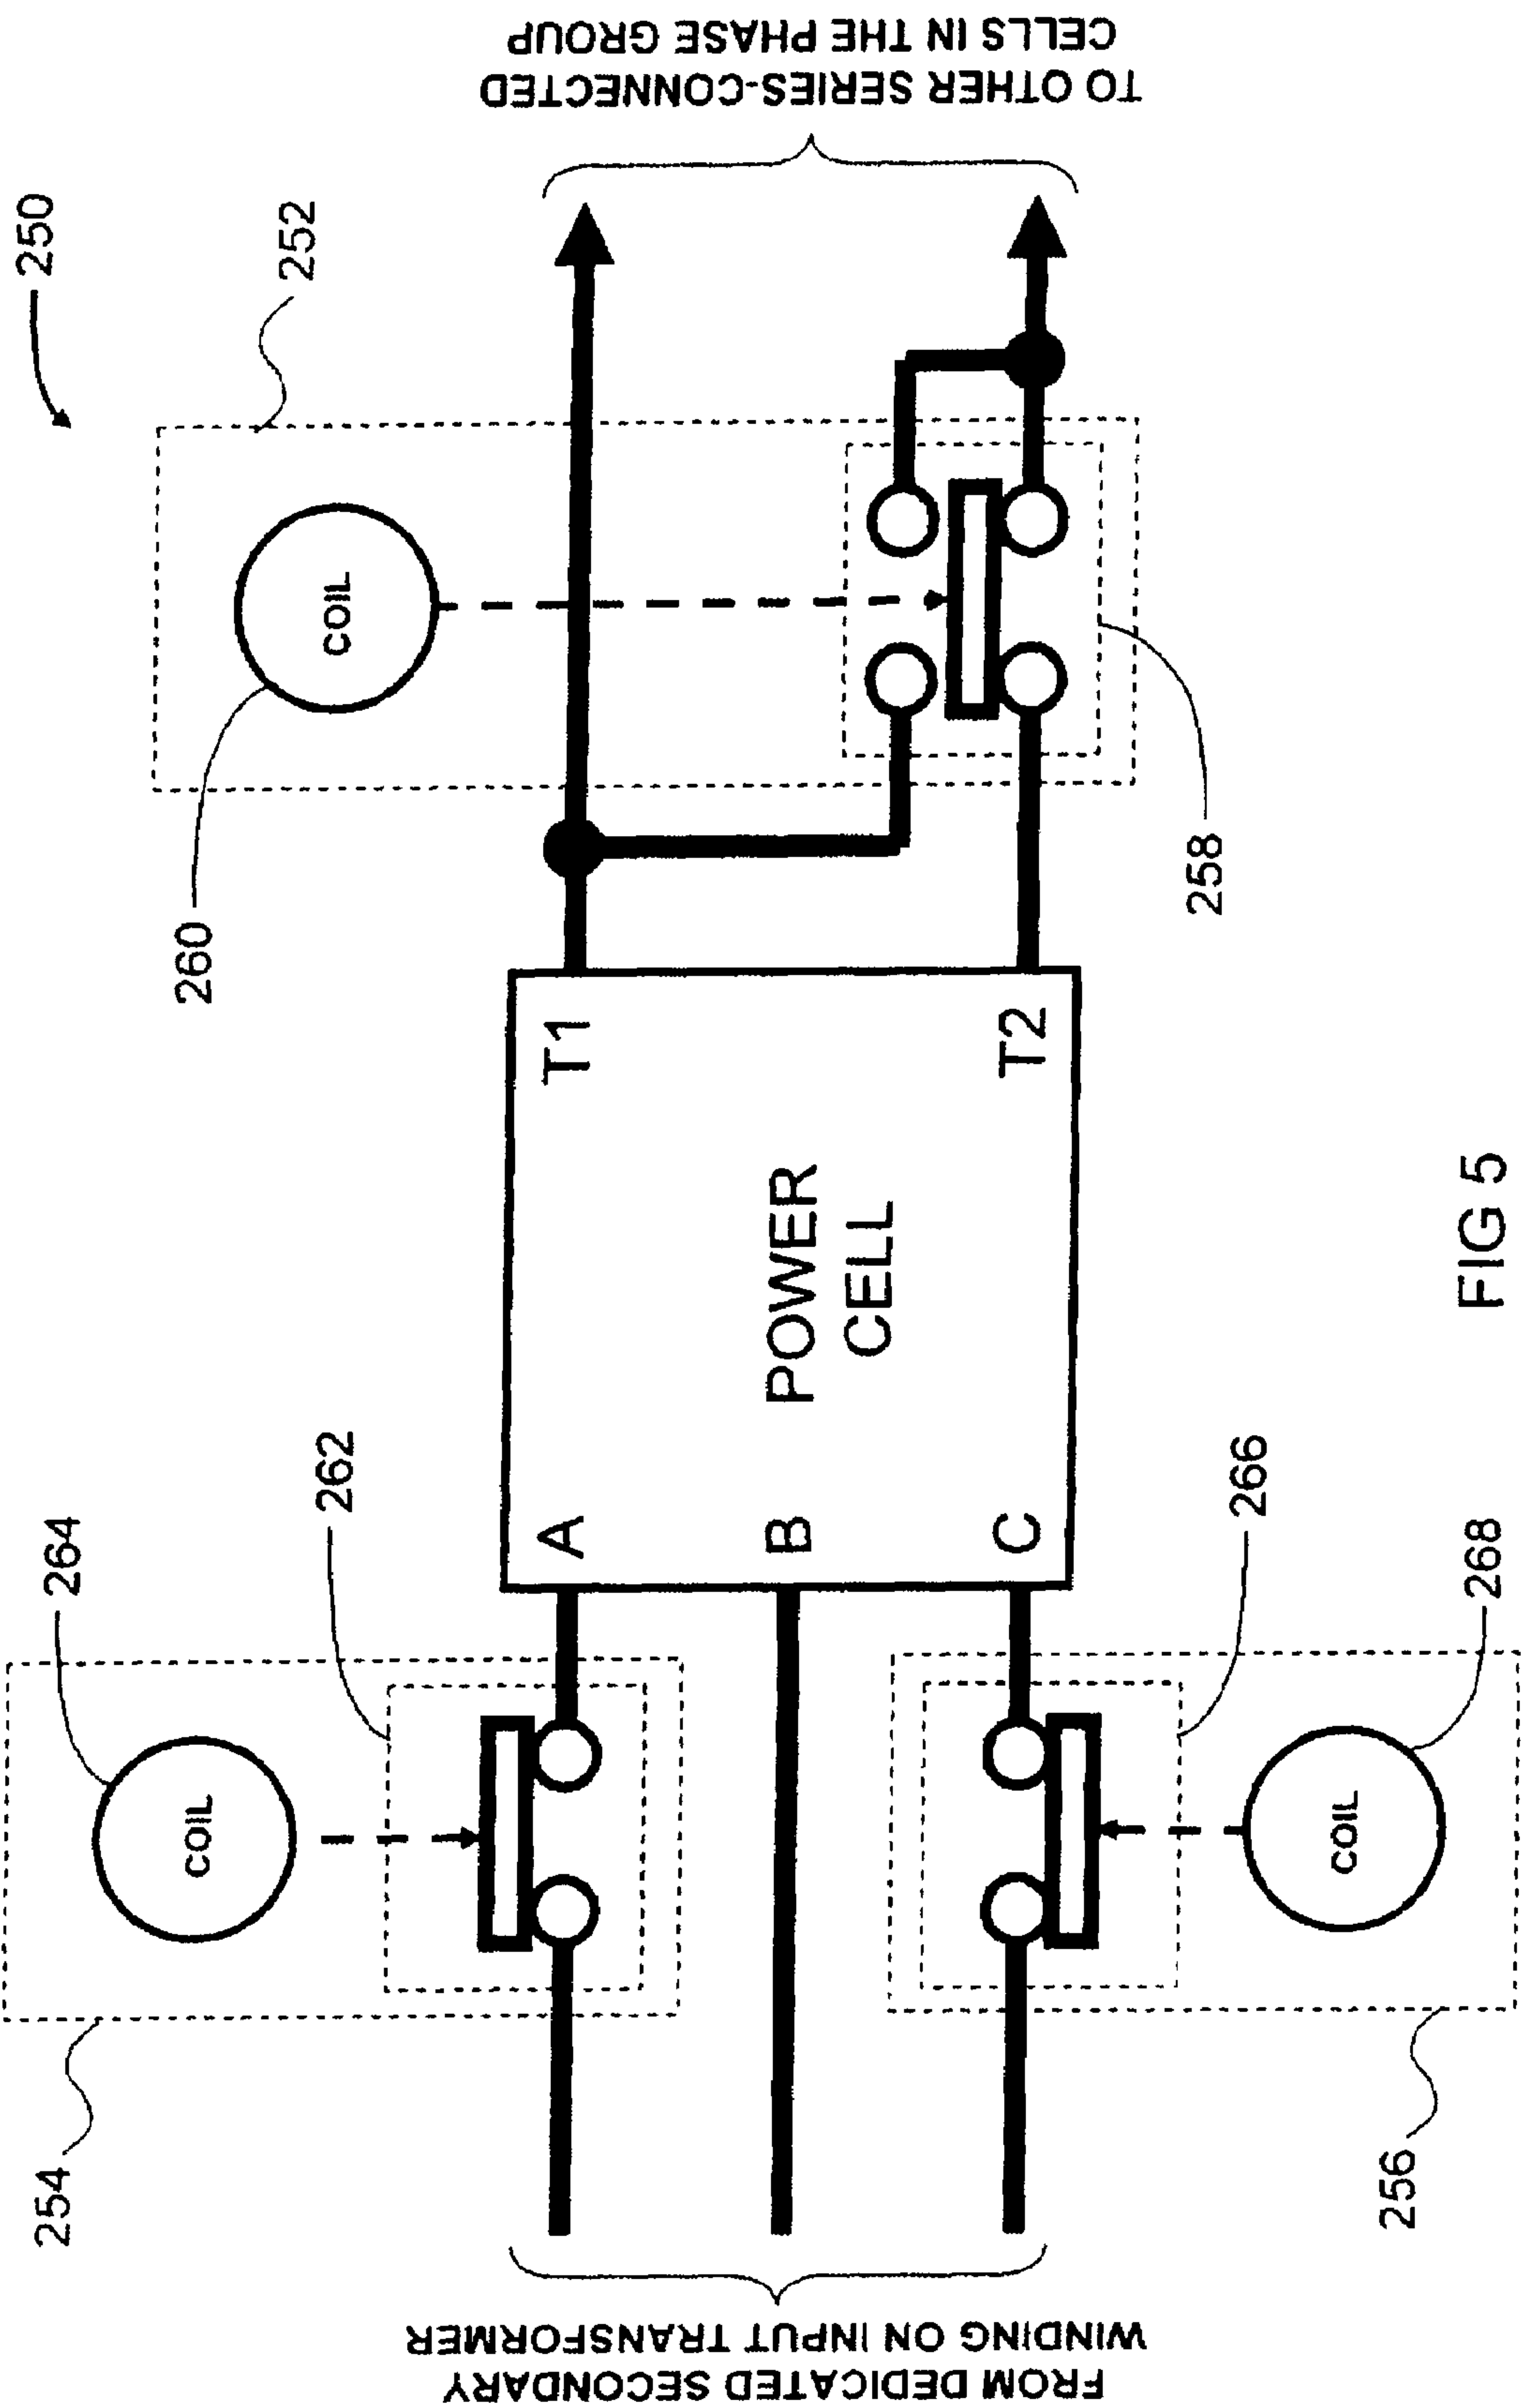 250
252
260
COIL
TO OTHER SERIES-CONNECTED
CELLS IN THE PHASE GROUP
258
T1
T2
POWER
CELL
A
B
C
262
264
COIL
254
266
268
COIL
256
FROM DEDICATED SECONDARY
WINDING ON INPUT TRANSFORMER
FIG 5